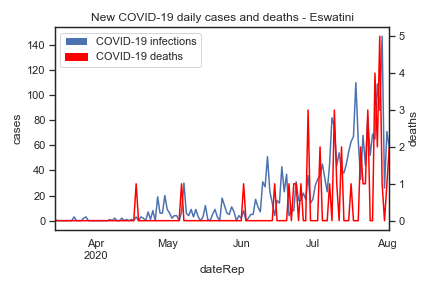 New COVID-19 daily cases and deaths - Eswatini
COVID-19 infections
COVID-19 deaths
140
120
100
80
60
40
20
0
cases
5
4
3
2
1
0
deaths
Apr
2020
May
Jun
Jul
Aug
dateRep